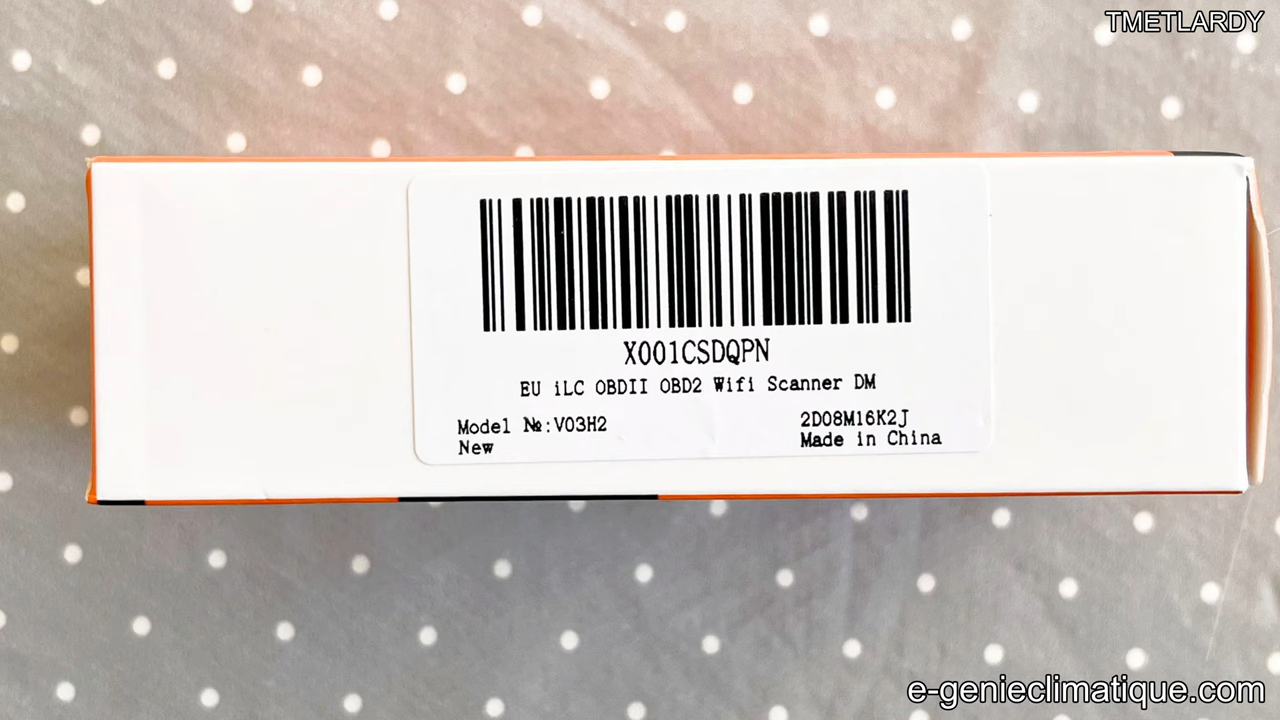 TMETLARDY
X001CSDQPN
EU iLC OBDII OBD2 Wifi Scanner DM
Model №:V03H2
2D08M16K2J
New
Made in China
e-genieclimatique.com